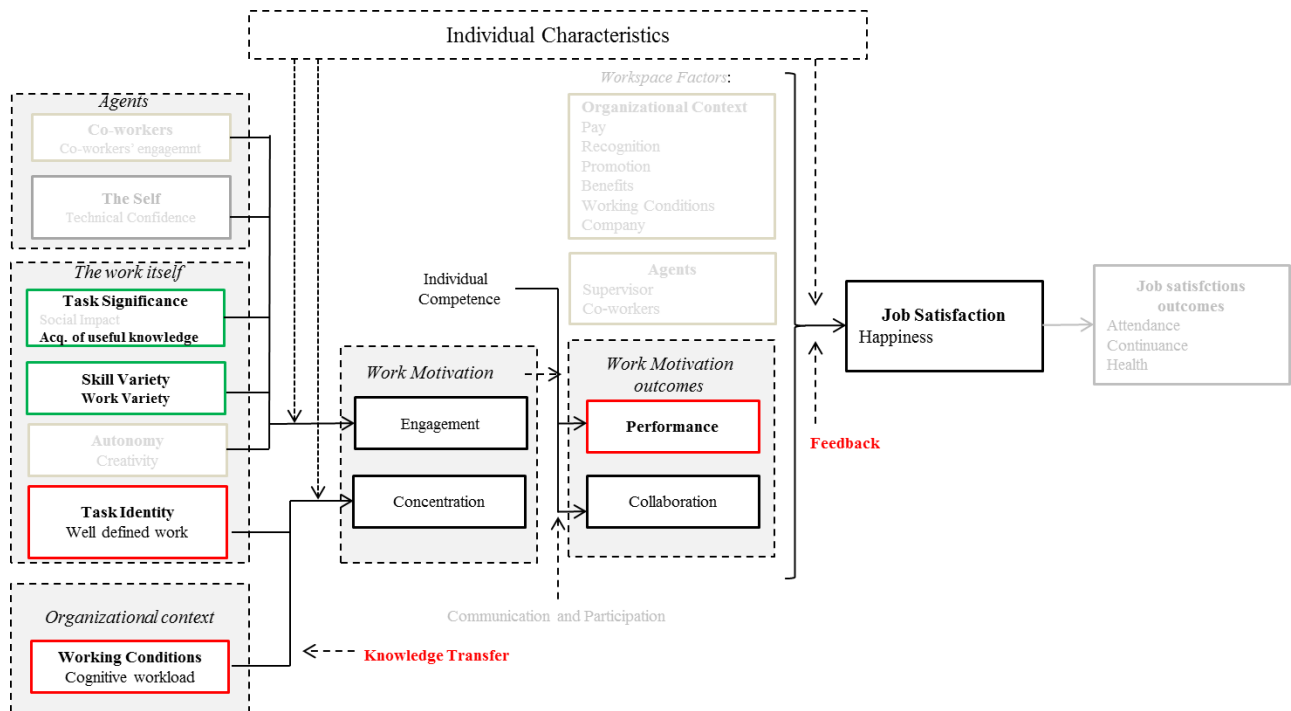 Individual Characteristics
Agents
Co-workers
Co-workers' engagemnt
The Self
Technical Confidence
The work itself
Task Significance
Social Impact
Acq. of useful knowledge
Skill Variety
Work Variety
Autonomy
Creativity
Task Identity
Well defined work
Organizational context
Working Conditions
Cognitive workload
Knowledge Transfer
Work Motivation
Engagement
Concentration
Individual
Competence
Workspace Factors:
Organizational Context
Pay
Recognition
Promotion
Benefits
Working Conditions
Company
Agents
Supervisor
Co-workers
Work Motivation
outcomes
Performance
Collaboration
Communication and Participation
Feedback
Job Satisfaction
Happiness
Job satisfctions
outcomes
Attendance
Continuance
Health